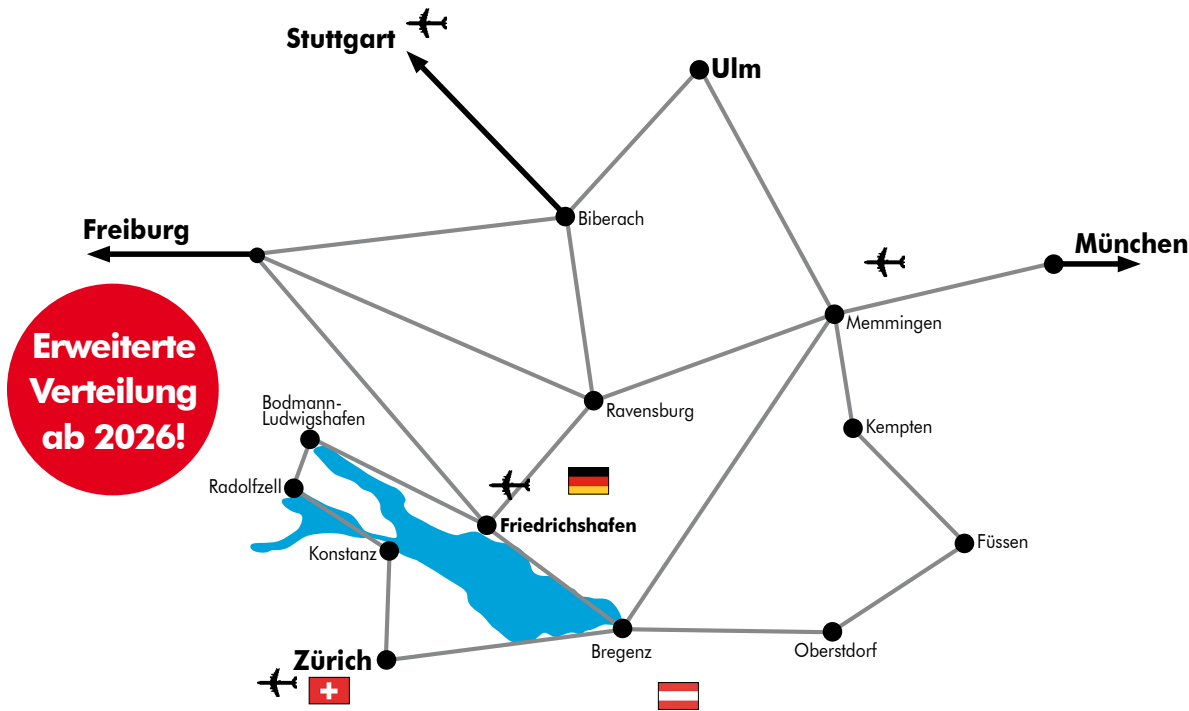 Stuttgart
Ulm
Biberach
Freiburg
München
Memmingen
Erweiterte
Verteilung
ab 2026!
Bodmann-
Ludwigshafen
Ravensburg
Kempten
Radolfzell
Friedrichshafen
Konstanz
Füssen
Zürich
Bregenz
Oberstdorf